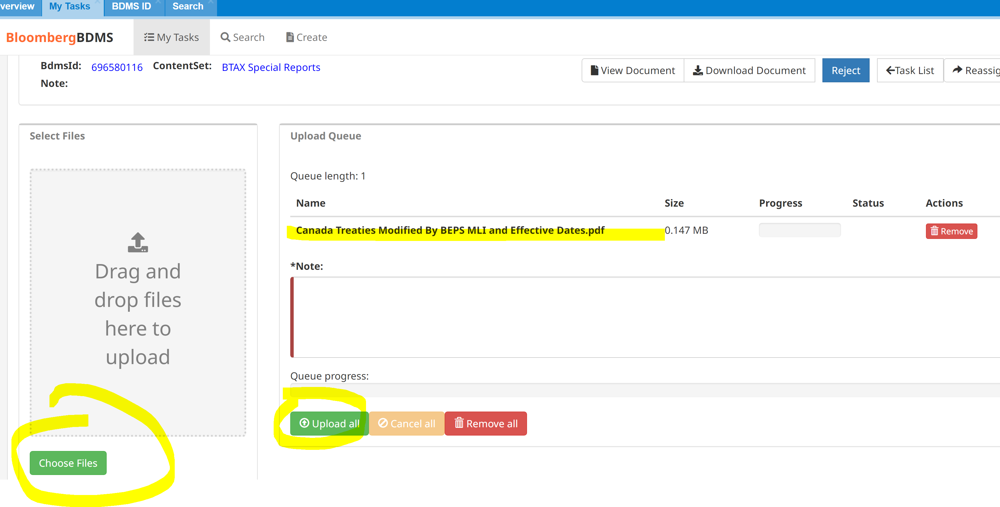 verview My Tasks BDMS ID Search
BloombergBDMS My Tasks Search Create
BdmsId: 696580116 ContentSet: BTAX Special Reports
Note:
View Document Download Document Reject Task List Reassig
Select Files
Drag and
drop files
here to
upload
Choose Files
Upload Queue
Queue length: 1
Name Size Progress Status Actions
Canada Treaties Modified By BEPS MLI and Effective Dates.pdf 0.147 MB Remove
*Note:
Queue progress:
Upload all Cancel all Remove all